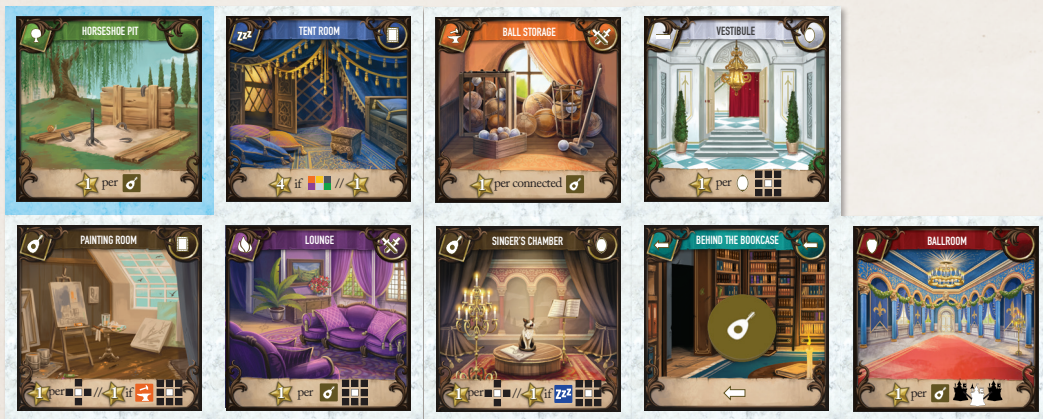 HORSESHOE PIT
TENT ROOM
BALL STORAGE
VESTIBULE
zzz
1 per
4 if // 1
1 per connected
1 per
PAINTING ROOM
LOUNGE
SINGER'S CHAMBER
BEHIND THE BOOKCASE
BALLROOM
1 per // 1 if
1 per
1 per // 1 if zzz
1 per